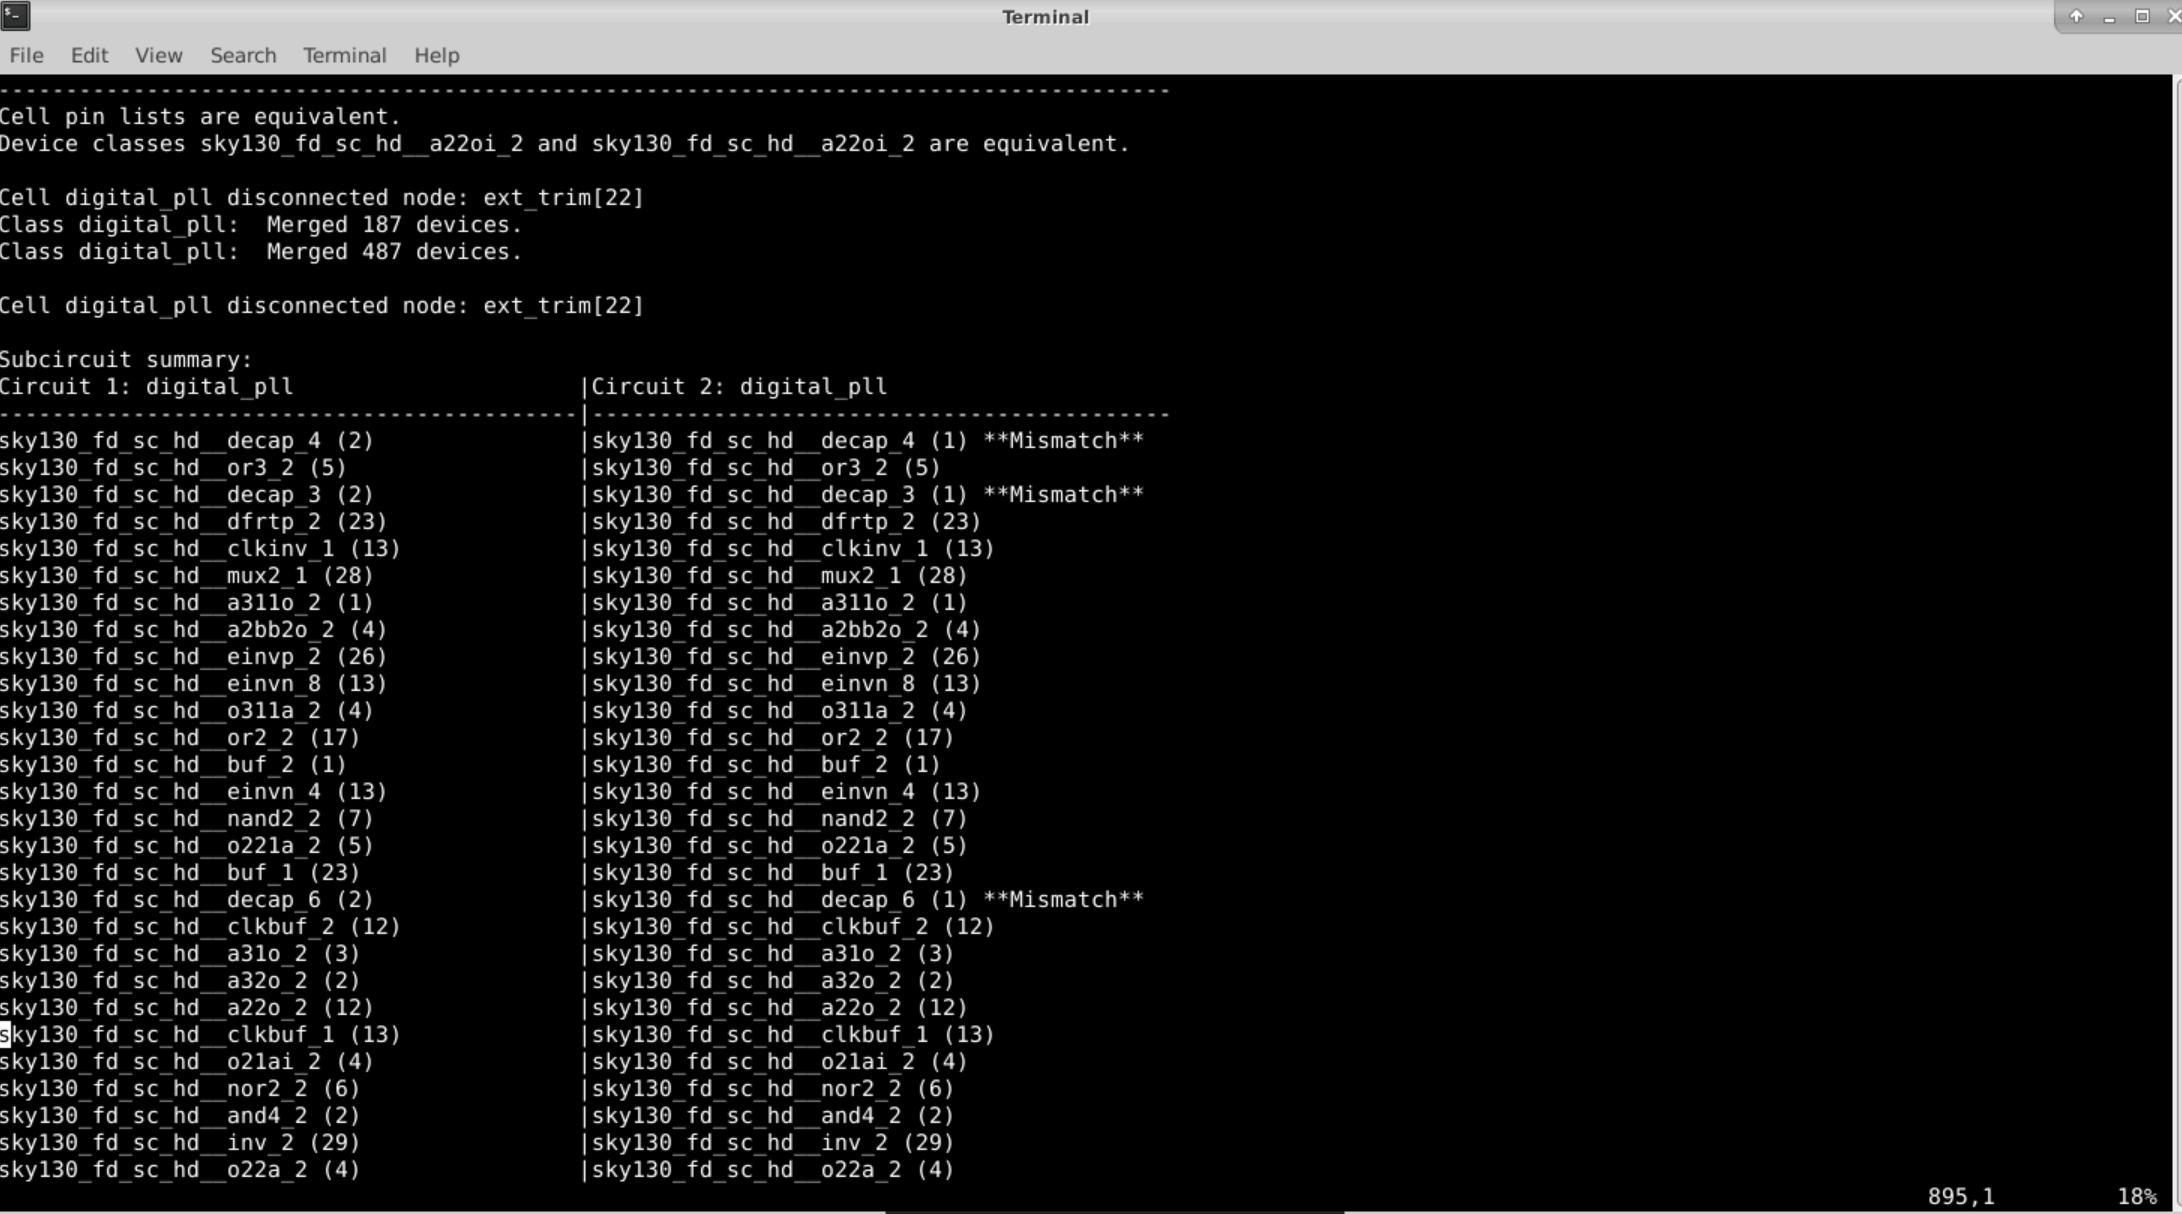 Terminal
File Edit View Search Terminal Help
---------------------------------------------------------------------------------------
Cell pin lists are equivalent.
Device classes sky130_fd_sc_hd__a22oi_2 and sky130_fd_sc_hd__a22oi_2 are equivalent.
Cell digital_pll disconnected node: ext_trim[22]
Class digital_pll:  Merged 187 devices.
Class digital_pll:  Merged 487 devices.
Cell digital_pll disconnected node: ext_trim[22]
Subcircuit summary:
Circuit 1: digital_pll                     |Circuit 2: digital_pll
-------------------------------------------|-------------------------------------------
sky130_fd_sc_hd__decap_4 (2)               |sky130_fd_sc_hd__decap_4 (1) **Mismatch**
sky130_fd_sc_hd__or3_2 (5)                 |sky130_fd_sc_hd__or3_2 (5)
sky130_fd_sc_hd__decap_3 (2)               |sky130_fd_sc_hd__decap_3 (1) **Mismatch**
sky130_fd_sc_hd__dfrtp_2 (23)              |sky130_fd_sc_hd__dfrtp_2 (23)
sky130_fd_sc_hd__clkinv_1 (13)             |sky130_fd_sc_hd__clkinv_1 (13)
sky130_fd_sc_hd__mux2_1 (28)               |sky130_fd_sc_hd__mux2_1 (28)
sky130_fd_sc_hd__a311o_2 (1)               |sky130_fd_sc_hd__a311o_2 (1)
sky130_fd_sc_hd__a2bb2o_2 (4)              |sky130_fd_sc_hd__a2bb2o_2 (4)
sky130_fd_sc_hd__einvp_2 (26)              |sky130_fd_sc_hd__einvp_2 (26)
sky130_fd_sc_hd__einvn_8 (13)              |sky130_fd_sc_hd__einvn_8 (13)
sky130_fd_sc_hd__o311a_2 (4)               |sky130_fd_sc_hd__o311a_2 (4)
sky130_fd_sc_hd__or2_2 (17)                |sky130_fd_sc_hd__or2_2 (17)
sky130_fd_sc_hd__buf_2 (1)                 |sky130_fd_sc_hd__buf_2 (1)
sky130_fd_sc_hd__einvn_4 (13)              |sky130_fd_sc_hd__einvn_4 (13)
sky130_fd_sc_hd__nand2_2 (7)               |sky130_fd_sc_hd__nand2_2 (7)
sky130_fd_sc_hd__o221a_2 (5)               |sky130_fd_sc_hd__o221a_2 (5)
sky130_fd_sc_hd__buf_1 (23)                |sky130_fd_sc_hd__buf_1 (23)
sky130_fd_sc_hd__decap_6 (2)               |sky130_fd_sc_hd__decap_6 (1) **Mismatch**
sky130_fd_sc_hd__clkbuf_2 (12)             |sky130_fd_sc_hd__clkbuf_2 (12)
sky130_fd_sc_hd__a31o_2 (3)                |sky130_fd_sc_hd__a31o_2 (3)
sky130_fd_sc_hd__a32o_2 (2)                |sky130_fd_sc_hd__a32o_2 (2)
sky130_fd_sc_hd__a22o_2 (12)               |sky130_fd_sc_hd__a22o_2 (12)
sky130_fd_sc_hd__clkbuf_1 (13)             |sky130_fd_sc_hd__clkbuf_1 (13)
sky130_fd_sc_hd__o21ai_2 (4)               |sky130_fd_sc_hd__o21ai_2 (4)
sky130_fd_sc_hd__nor2_2 (6)                |sky130_fd_sc_hd__nor2_2 (6)
sky130_fd_sc_hd__and4_2 (2)                |sky130_fd_sc_hd__and4_2 (2)
sky130_fd_sc_hd__inv_2 (29)                |sky130_fd_sc_hd__inv_2 (29)
sky130_fd_sc_hd__o22a_2 (4)                |sky130_fd_sc_hd__o22a_2 (4)
895,1 18%